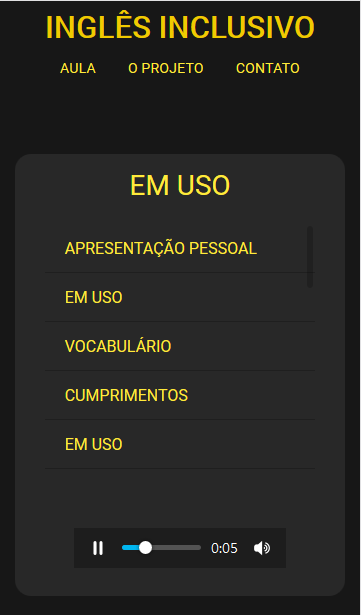 INGLÊS INCLUSIVO
AULA O PROJETO CONTATO
EM USO
APRESENTAÇÃO PESSOAL
EM USO
VOCABULÁRIO
CUMPRIMENTOS
EM USO
0:05